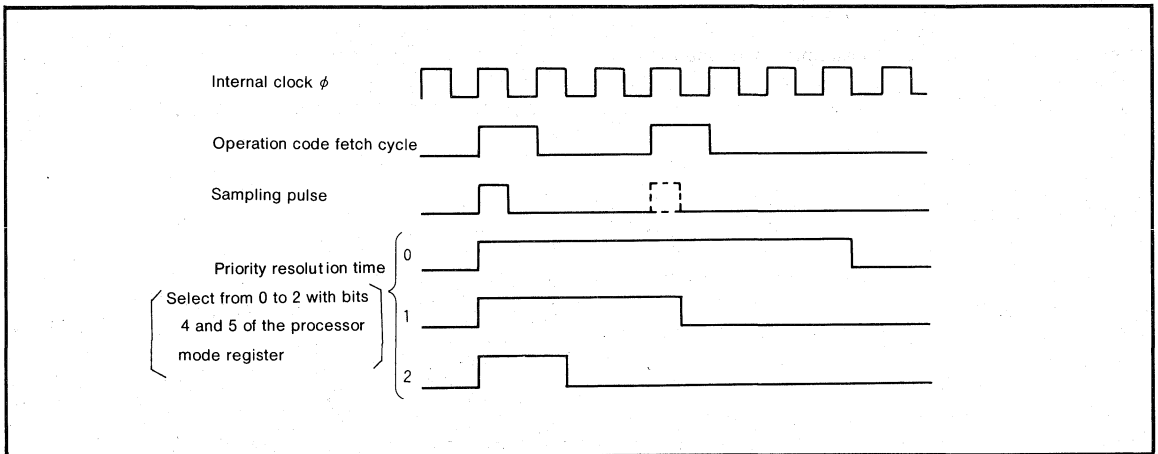 Internal clock ϕ
Operation code fetch cycle
Sampling pulse
Priority resolution time
Select from 0 to 2 with bits
4 and 5 of the processor
mode register
0
1
2